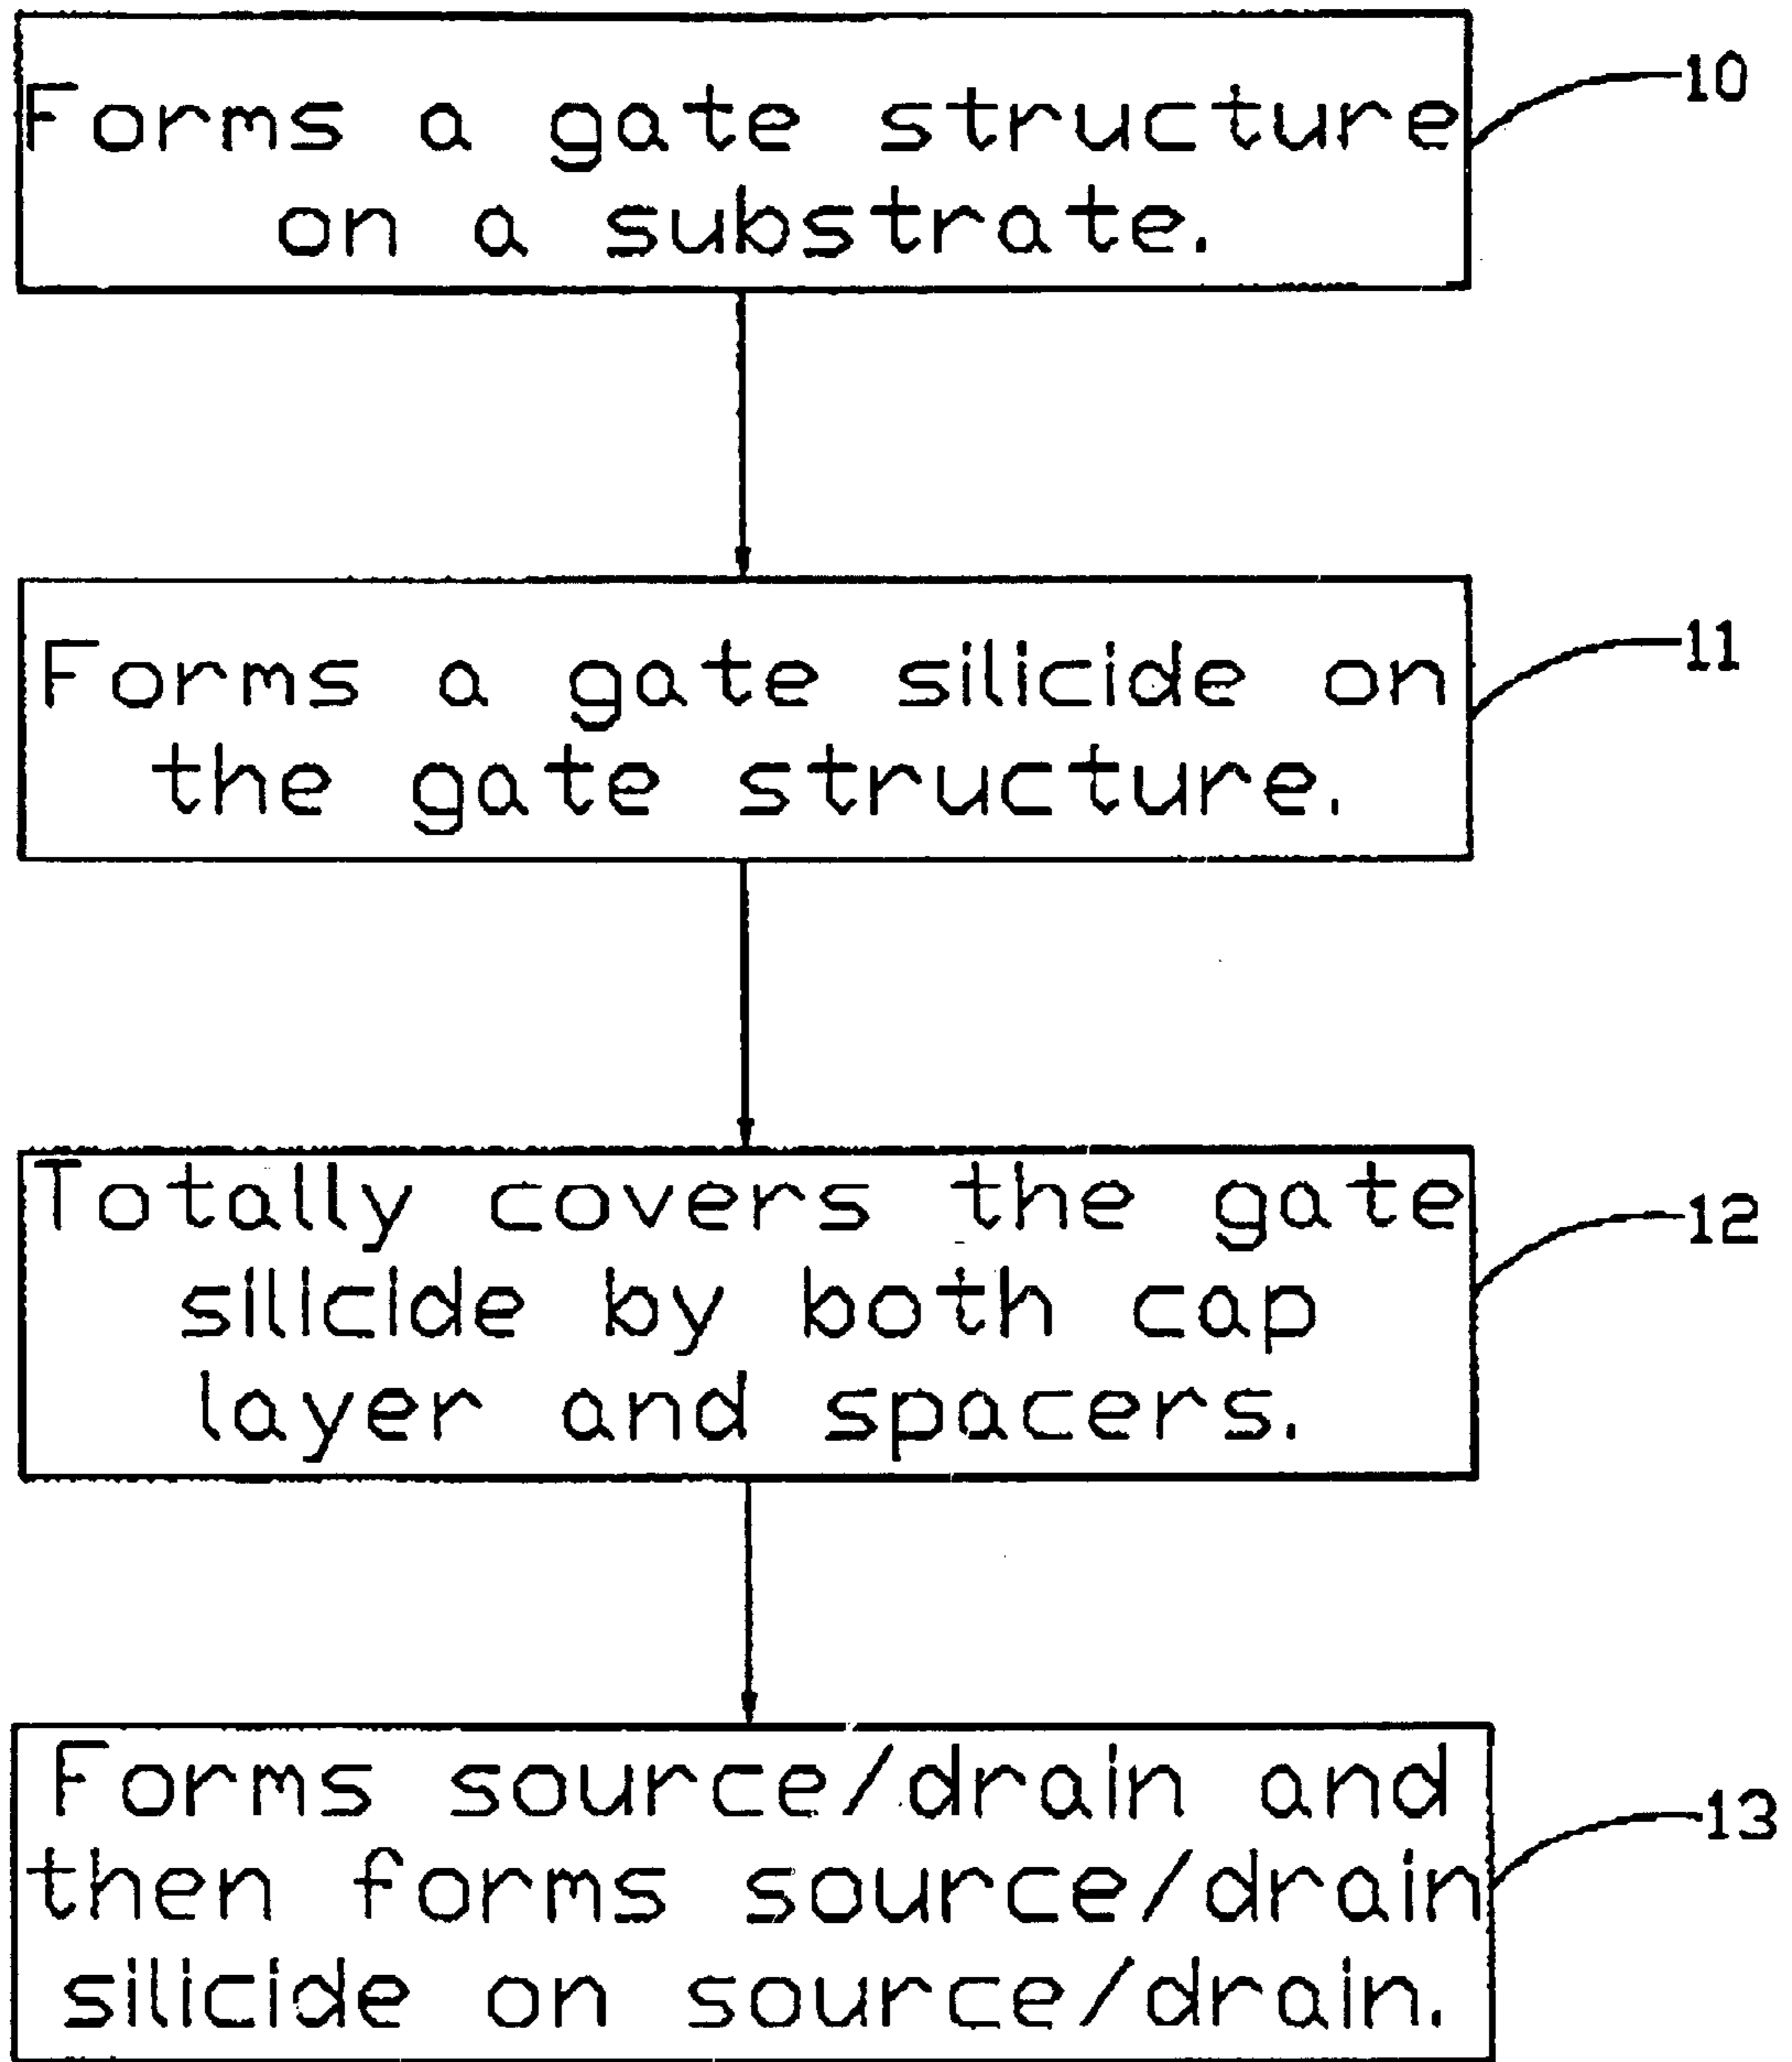 Forms a gate structure
on a substrate.
10
Forms a gate silicide on
the gate structure.
11
Totally covers the gate
silicide by both cap
layer and spacers.
12
Forms source/drain and
then forms source/drain
silicide on source/drain.
13